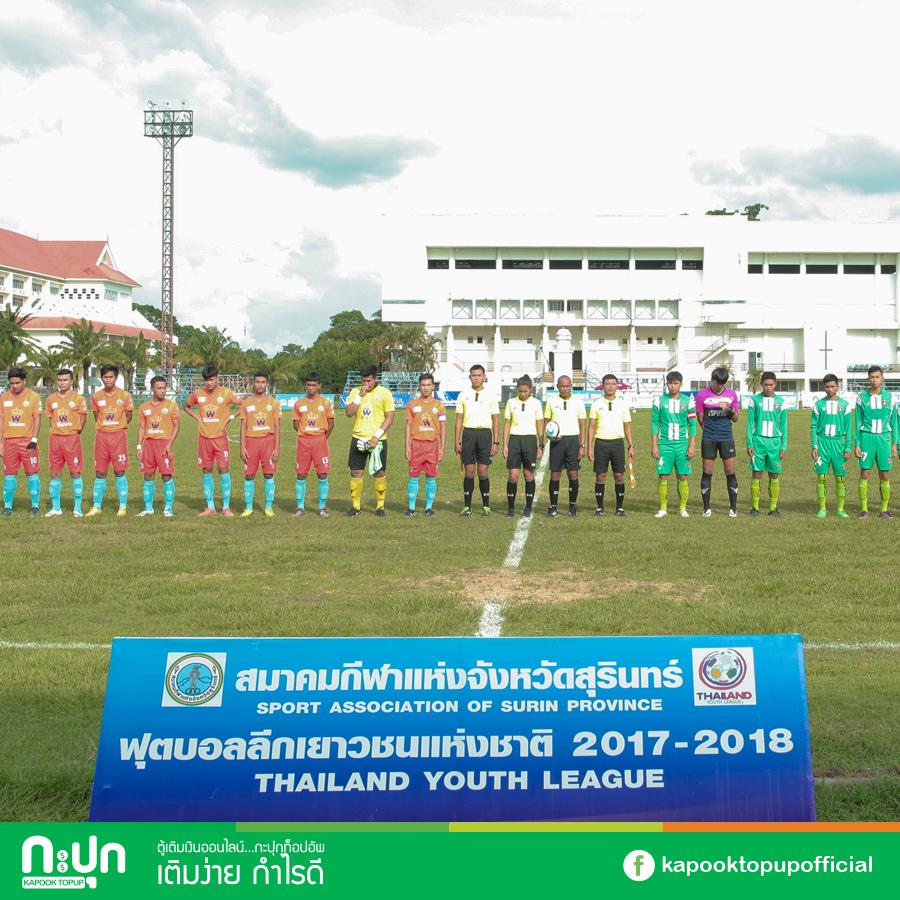 สมาคมกีฬาแห่งจังหวัดสุรินทร์
SPORT ASSOCIATION OF SURIN PROVINCE
THAILAND
YOUTH LEAGUE
ฟุตบอลลีกเยาวชนแห่งชาติ 2017-2018
THAILAND YOUTH LEAGUE
กะปุก
KAPOOK TOPUP
ตู้เติมเงินออนไลน์...กะปุกท็อปอัพ
เติมง่าย กำไรดี
kapooktopupofficial